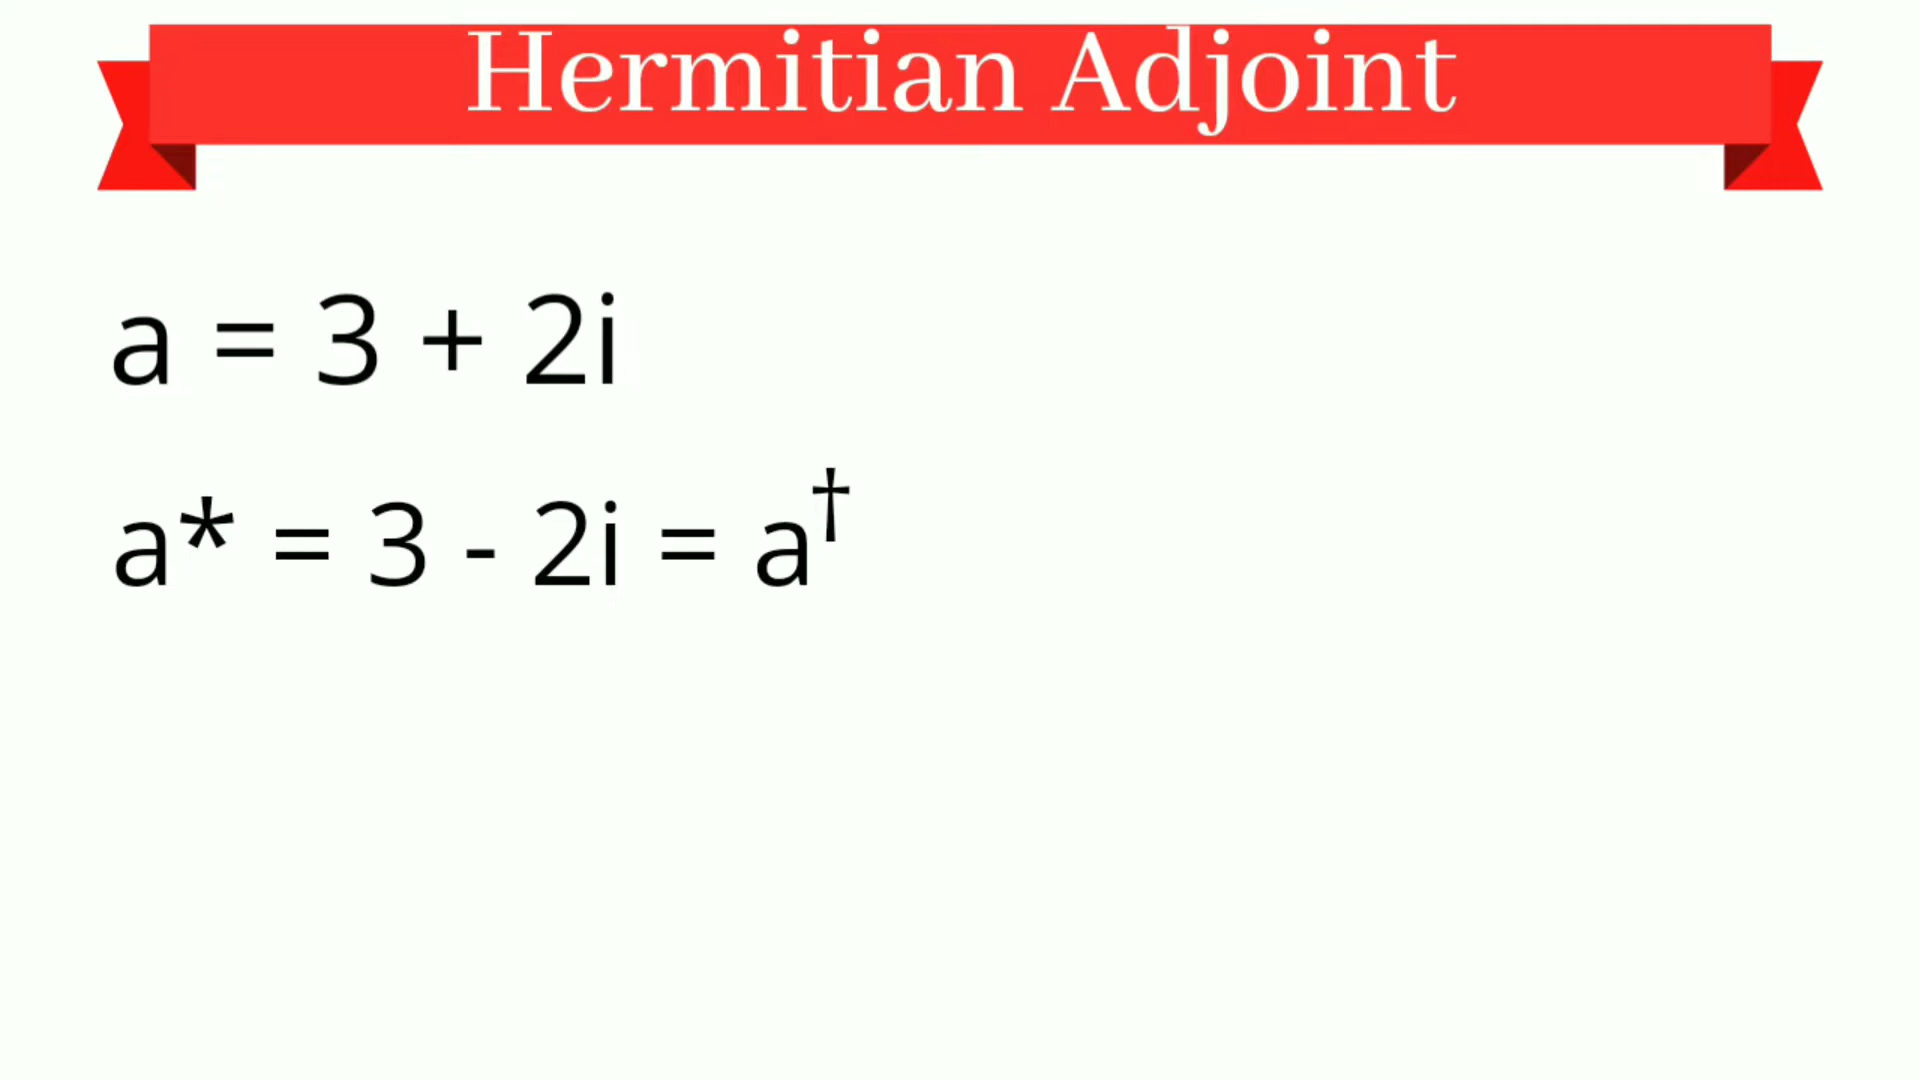 Hermitian Adjoint
a = 3 + 2i
a* = 3 - 2i = a†